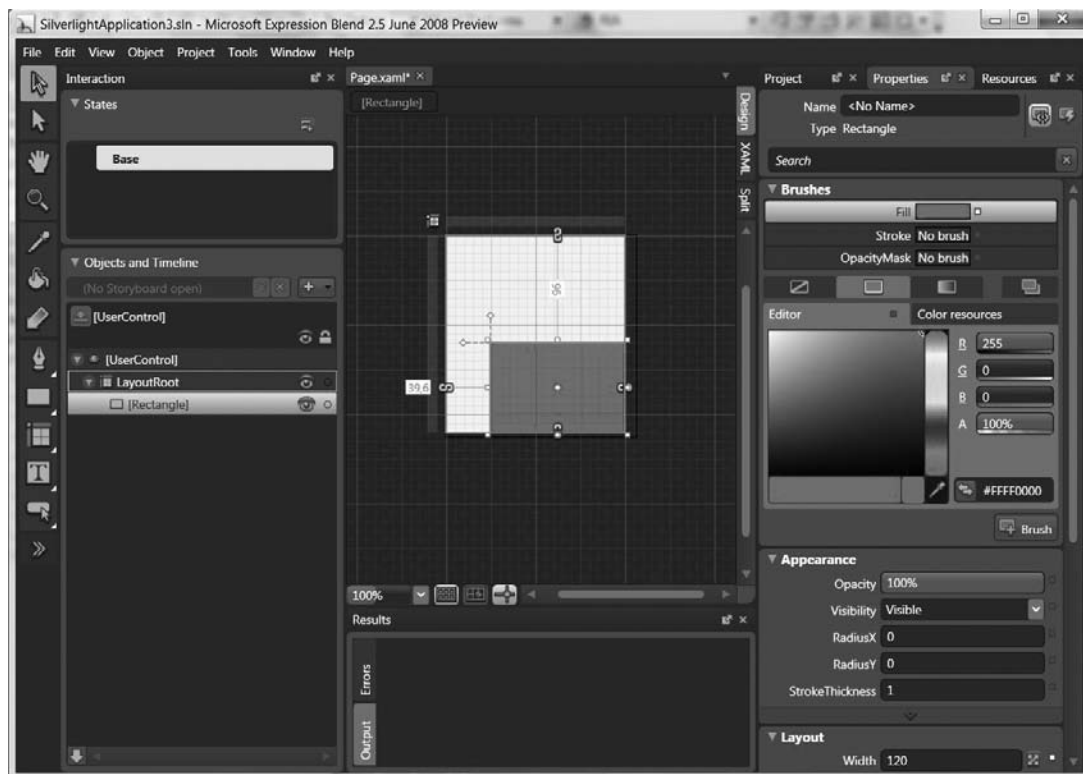 SilverlightApplication3.sln - Microsoft Expression Blend 2.5 June 2008 Preview
File Edit View Object Project Tools Window Help
Interaction
States
Base
Objects and Timeline
(No Storyboard open)
[UserControl]
[UserControl]
LayoutRoot
[Rectangle]
T
Page.xaml*
[Rectangle]
Design
XAML
Split
96
39.6
100%
Results
Errors
Output
Project Properties Resources
Name <No Name>
Type Rectangle
Search
Brushes
Fill
Stroke No brush
OpacityMask No brush
Editor Color resources
R 255
G 0
B 0
A 100%
#FFFF0000
Brush
Appearance
Opacity 100%
Visibility Visible
RadiusX 0
RadiusY 0
StrokeThickness 1
Layout
Width 120